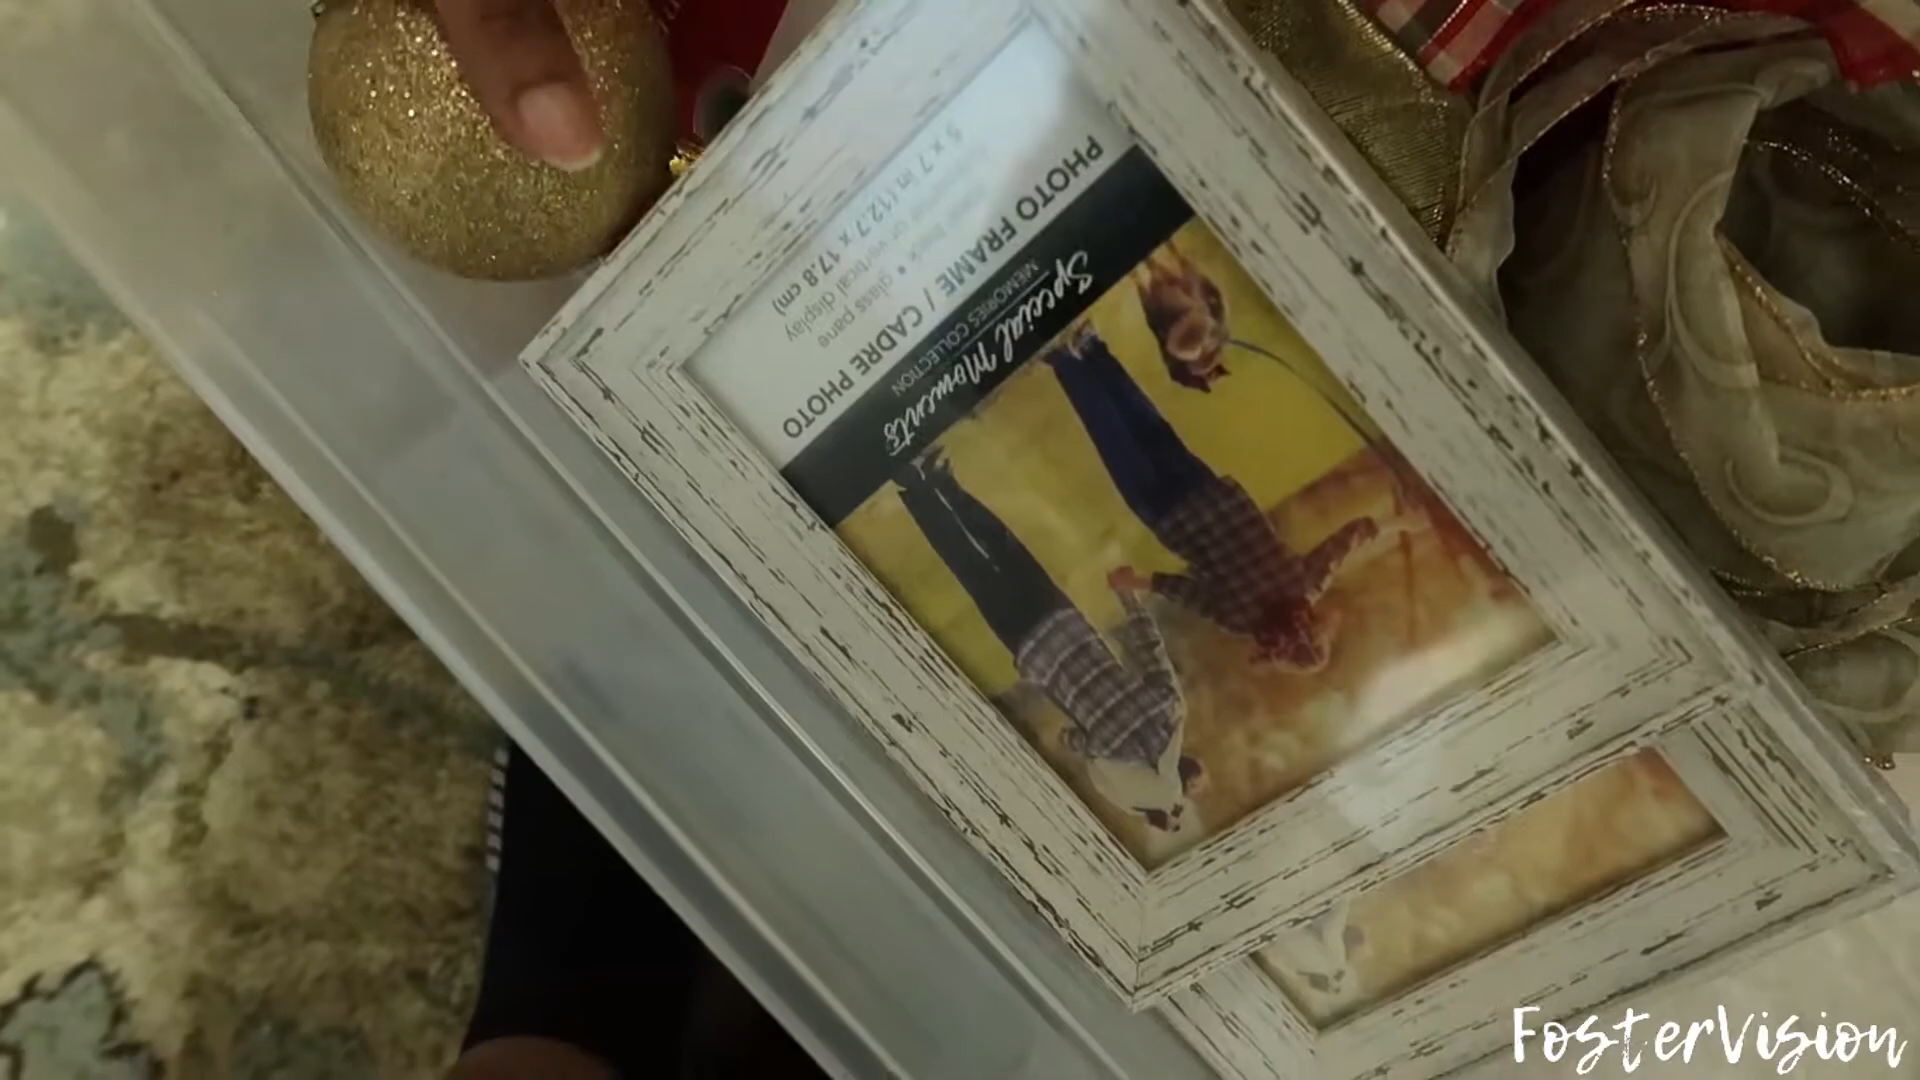 Special Moments
MEMORIES COLLECTION
PHOTO FRAME / CADRE PHOTO
glass pane
or vertical display
5 x 7 in (12.7 x 17.8 cm)
FosterVision